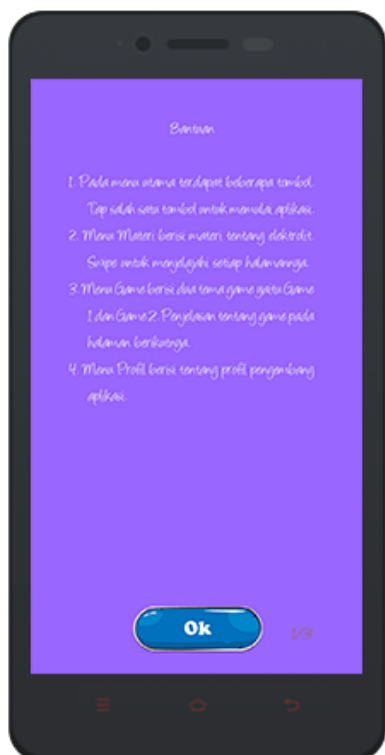 Bantuan
1. Pada menu utama terdapat beberapa tombol.
Tap salah satu tombol untuk memulai aplikasi.
2. Menu Materi berisi materi tentang elektrolit.
Swipe untuk menjelajahi setiap halamannya.
3. Menu Game berisi dua tema game yaitu Game
1 dan Game 2. Penjelasan tentang game pada
halaman berikutnya.
4. Menu Profil berisi tentang profil pengembang
aplikasi.
Ok
1/3